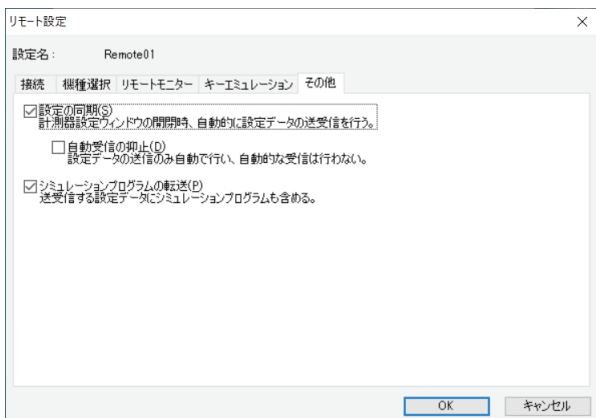 リモート設定
設定名： Remote01
接続 機種選択 リモートモニター キーエミュレーション その他
設定の同期(S)
計測器設定ウィンドウの開閉時、自動的に設定データの送受信を行う。
自動受信の抑止(D)
設定データの送信のみ自動で行い、自動的な受信は行わない。
シミュレーションプログラムの転送(P)
送受信する設定データにシミュレーションプログラムも含める。
OK キャンセル